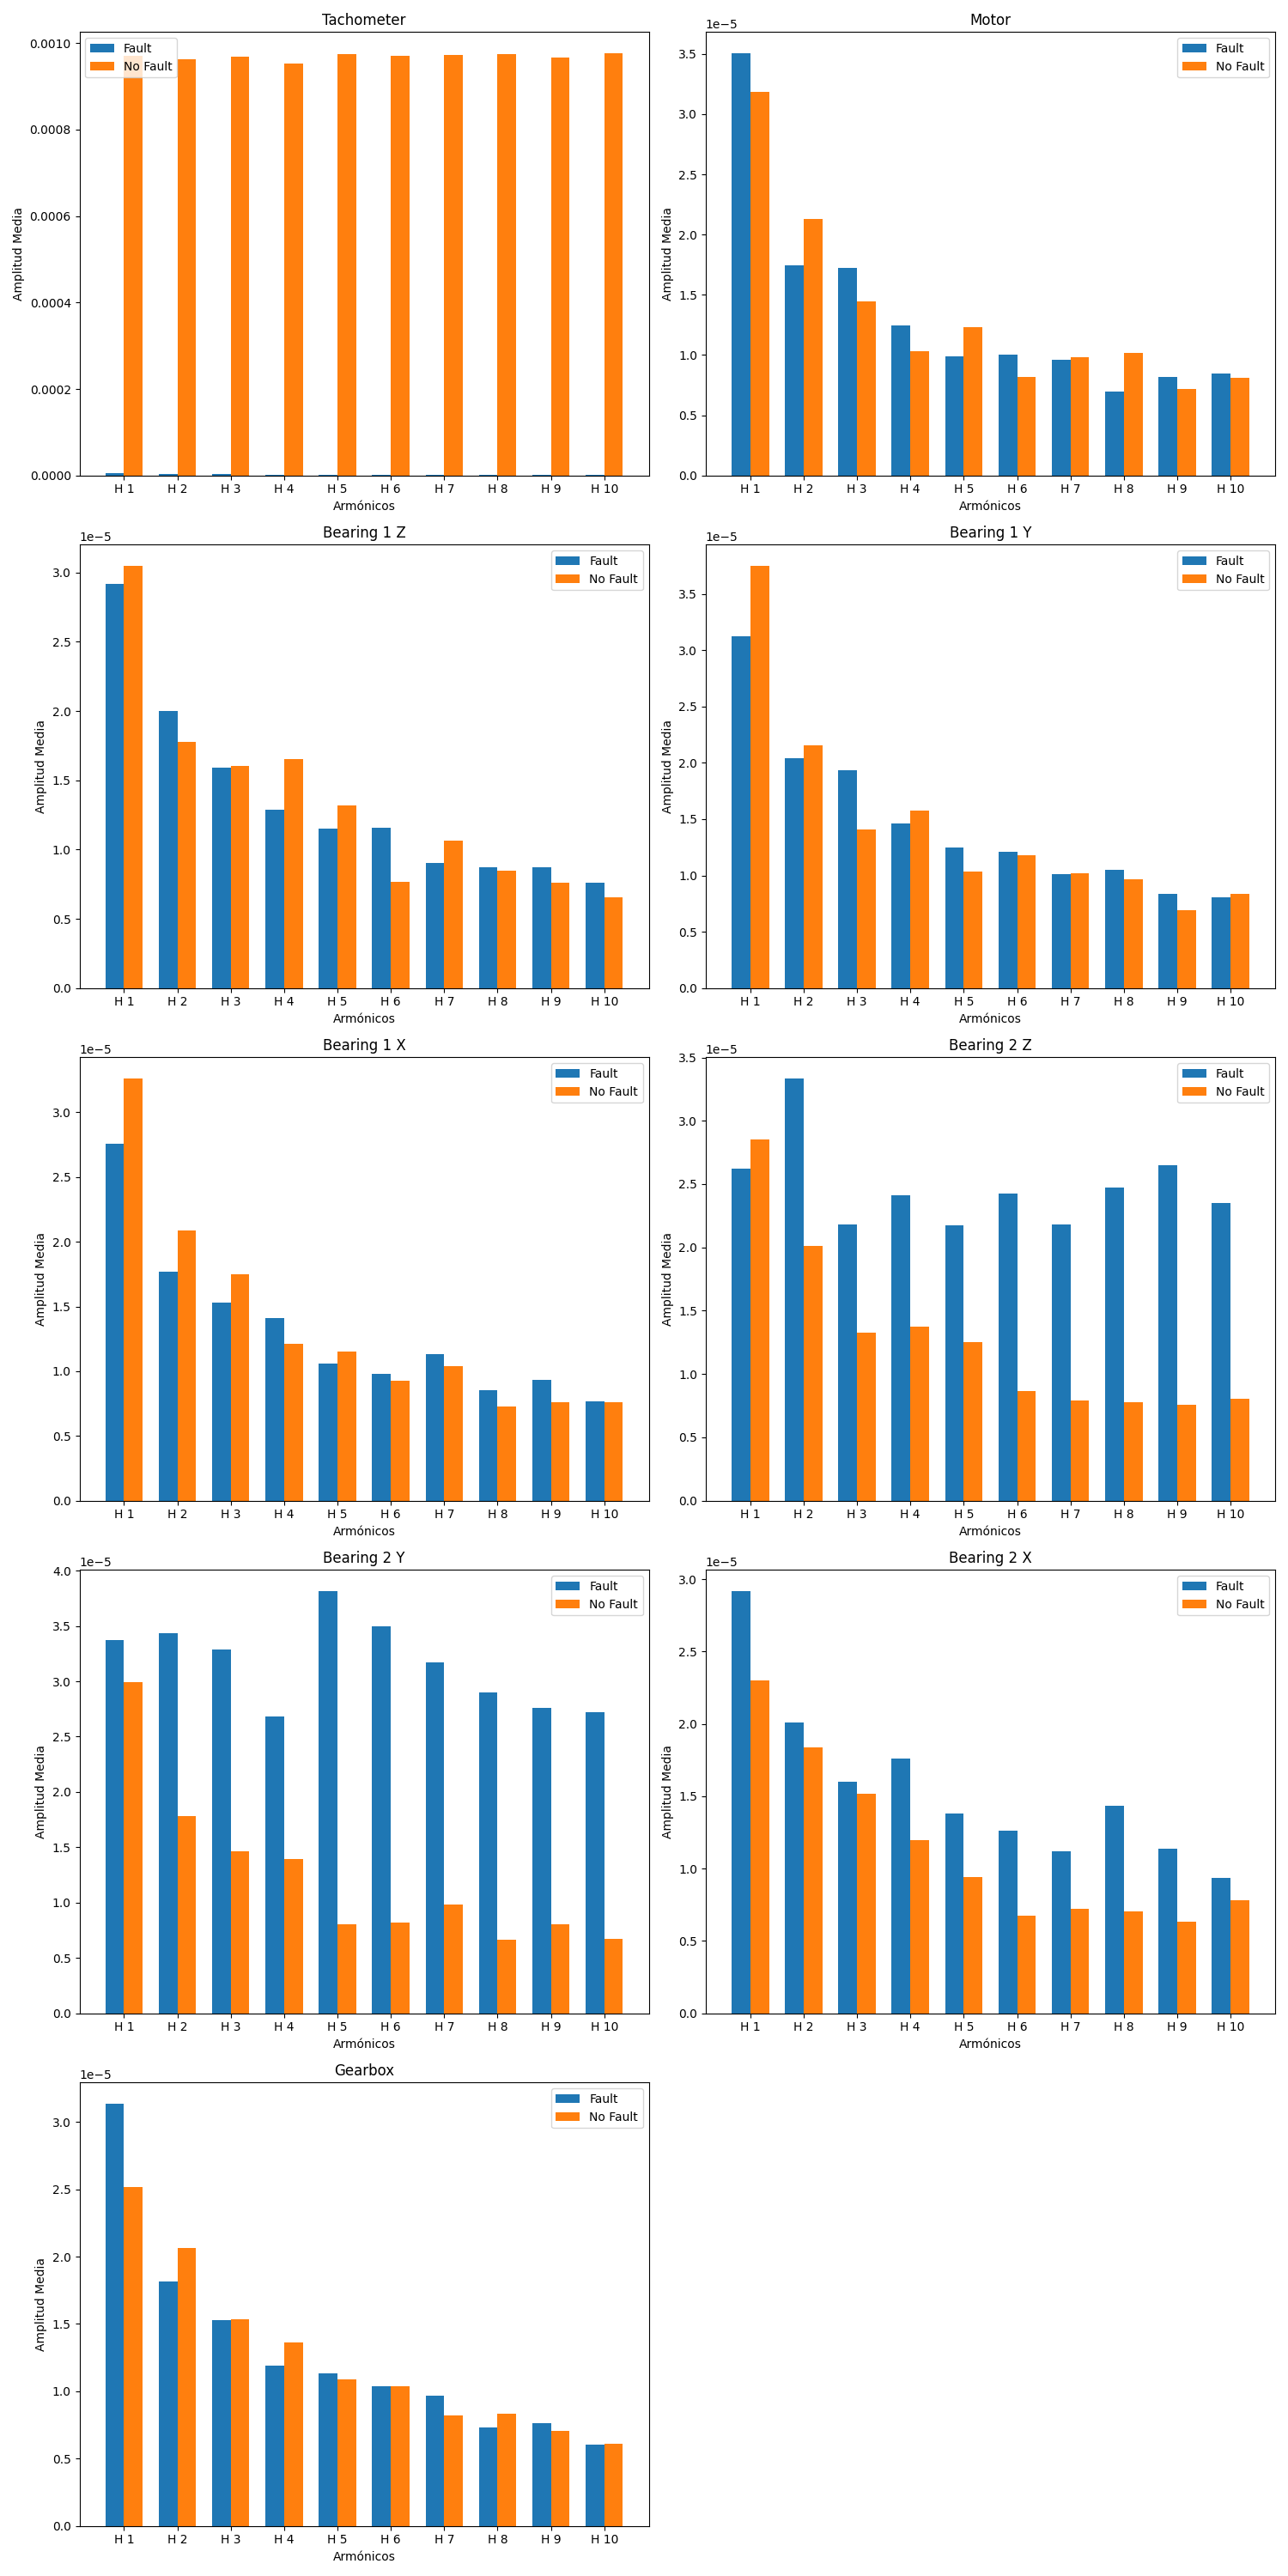 Tachometer
Amplitud Media
0.0010
0.0008
0.0006
0.0004
0.0002
0.0000
Fault
No Fault
H 1 H 2 H 3 H 4 H 5 H 6 H 7 H 8 H 9 H 10
Armónicos
Motor
1e−5
Amplitud Media
3.5
3.0
2.5
2.0
1.5
1.0
0.5
0.0
Fault
No Fault
H 1 H 2 H 3 H 4 H 5 H 6 H 7 H 8 H 9 H 10
Armónicos
Bearing 1 Z
1e−5
Amplitud Media
3.0
2.5
2.0
1.5
1.0
0.5
0.0
Fault
No Fault
H 1 H 2 H 3 H 4 H 5 H 6 H 7 H 8 H 9 H 10
Armónicos
Bearing 1 Y
1e−5
Amplitud Media
3.5
3.0
2.5
2.0
1.5
1.0
0.5
0.0
Fault
No Fault
H 1 H 2 H 3 H 4 H 5 H 6 H 7 H 8 H 9 H 10
Armónicos
Bearing 1 X
1e−5
Amplitud Media
3.0
2.5
2.0
1.5
1.0
0.5
0.0
Fault
No Fault
H 1 H 2 H 3 H 4 H 5 H 6 H 7 H 8 H 9 H 10
Armónicos
Bearing 2 Z
1e−5
Amplitud Media
3.5
3.0
2.5
2.0
1.5
1.0
0.5
0.0
Fault
No Fault
H 1 H 2 H 3 H 4 H 5 H 6 H 7 H 8 H 9 H 10
Armónicos
Bearing 2 Y
1e−5
Amplitud Media
4.0
3.5
3.0
2.5
2.0
1.5
1.0
0.5
0.0
Fault
No Fault
H 1 H 2 H 3 H 4 H 5 H 6 H 7 H 8 H 9 H 10
Armónicos
Bearing 2 X
1e−5
Amplitud Media
3.0
2.5
2.0
1.5
1.0
0.5
0.0
Fault
No Fault
H 1 H 2 H 3 H 4 H 5 H 6 H 7 H 8 H 9 H 10
Armónicos
Gearbox
1e−5
Amplitud Media
3.0
2.5
2.0
1.5
1.0
0.5
0.0
Fault
No Fault
H 1 H 2 H 3 H 4 H 5 H 6 H 7 H 8 H 9 H 10
Armónicos